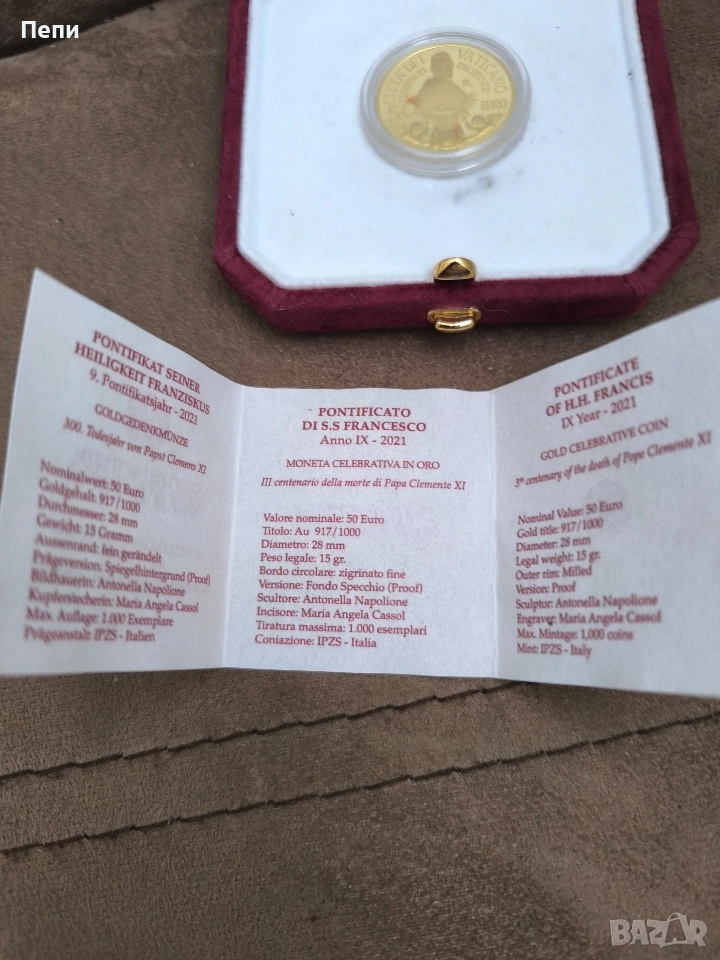 Пепи
CITTÀ DEL VATICANO
EURO
PONTIFIKAT SEINER
HEILIGKEIT FRANZISKUS
9. Pontifikatsjahr - 2021
GOLDGEDENKMÜNZE
300. Todesjahr von Papst Clemens XI
Nominalwert: 50 Euro
Goldgehalt: 917/1000
Durchmesser: 28 mm
Gewicht: 15 Gramm
Aussenrand: fein gerändelt
Prägeversion: Spiegelhintergrund (Proof)
Bildhauerin: Antonella Napolione
Kupferstecherin: Maria Angela Cassol
Max. Auflage: 1.000 Exemplare
Prägeanstalt: IPZS - Italien
PONTIFICATO
DI S.S FRANCESCO
Anno IX - 2021
MONETA CELEBRATIVA IN ORO
III centenario della morte di Papa Clemente XI
Valore nominale: 50 Euro
Titolo: Au 917/1000
Diametro: 28 mm
Peso legale: 15 gr.
Bordo circolare: zigrinato fine
Versione: Fondo Specchio (Proof)
Scultore: Antonella Napolione
Incisore: Maria Angela Cassol
Tiratura massima: 1.000 esemplari
Coniazione: IPZS - Italia
PONTIFICATE
OF H.H. FRANCIS
IX Year - 2021
GOLD CELEBRATIVE COIN
3rd centenary of the death of Pope Clemente XI
Nominal Value: 50 Euro
Gold title: 917/1000
Diameter: 28 mm
Legal weight: 15 gr.
Outer rim: Milled
Version: Proof
Sculptor: Antonella Napolione
Engraver: Maria Angela Cassol
Max. Mintage: 1,000 coins
Mint: IPZS - Italy
BAZAR